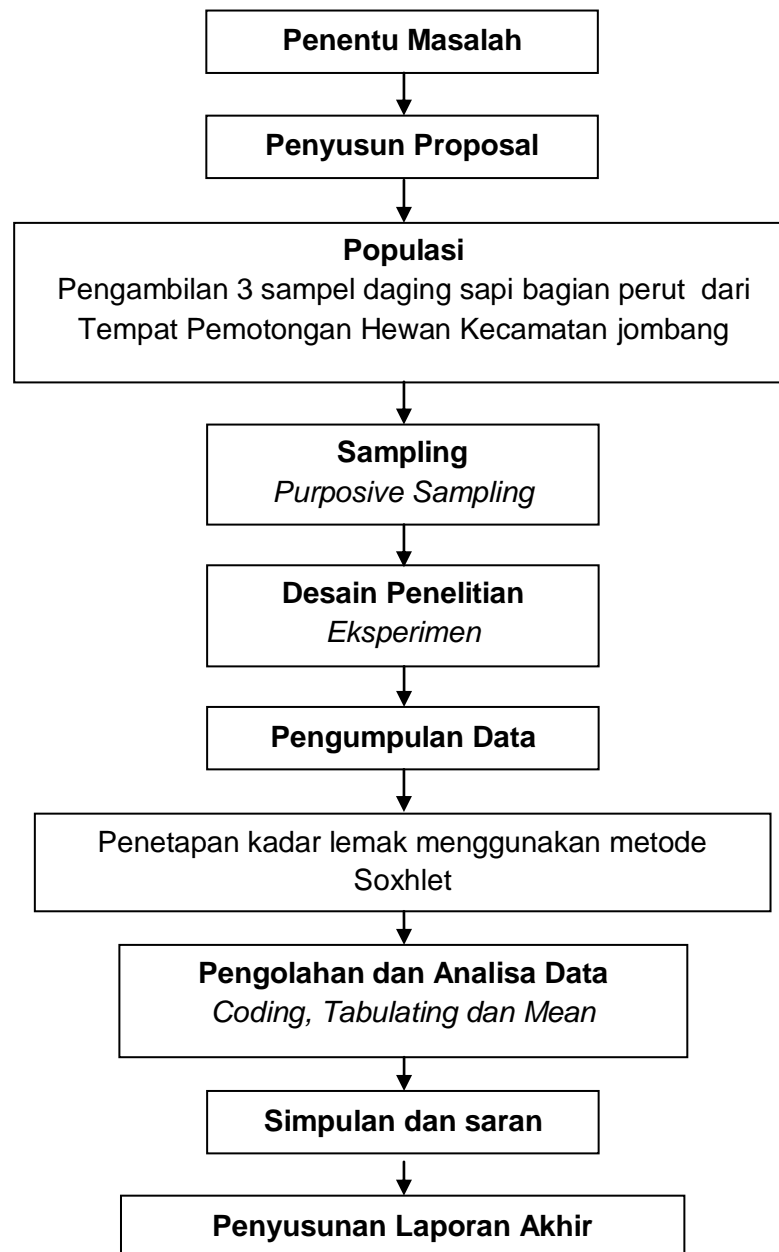 Penentu Masalah
Penyusun Proposal
Populasi
Pengambilan 3 sampel daging sapi bagian perut dari
Tempat Pemotongan Hewan Kecamatan jombang
Sampling
Purposive Sampling
Desain Penelitian
Eksperimen
Pengumpulan Data
Penetapan kadar lemak menggunakan metode
Soxhlet
Pengolahan dan Analisa Data
Coding, Tabulating dan Mean
Simpulan dan saran
Penyusunan Laporan Akhir